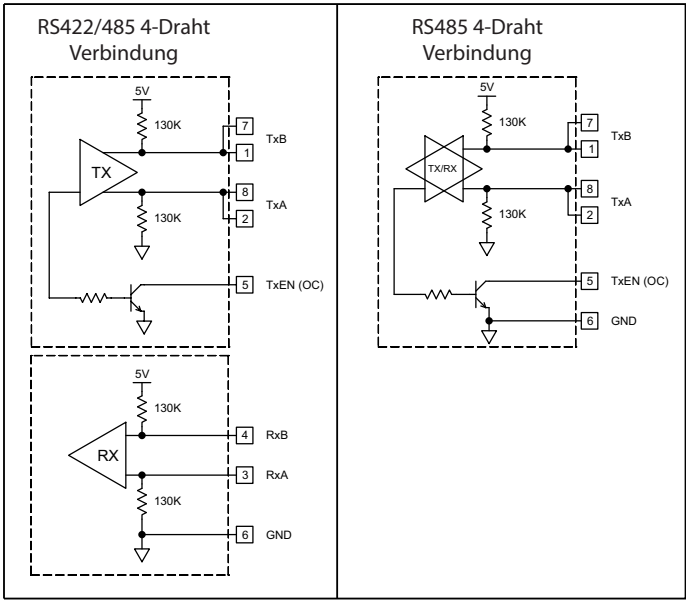 RS422/485 4-Draht
Verbindung
5V
130K
7
TxB
1
TX
8
TxA
130K
2
5
TxEN (OC)
5V
130K
4
RxB
RX
3
RxA
130K
6
GND
RS485 4-Draht
Verbindung
5V
130K
7
TxB
1
TX/RX
8
TxA
130K
2
5
TxEN (OC)
6
GND